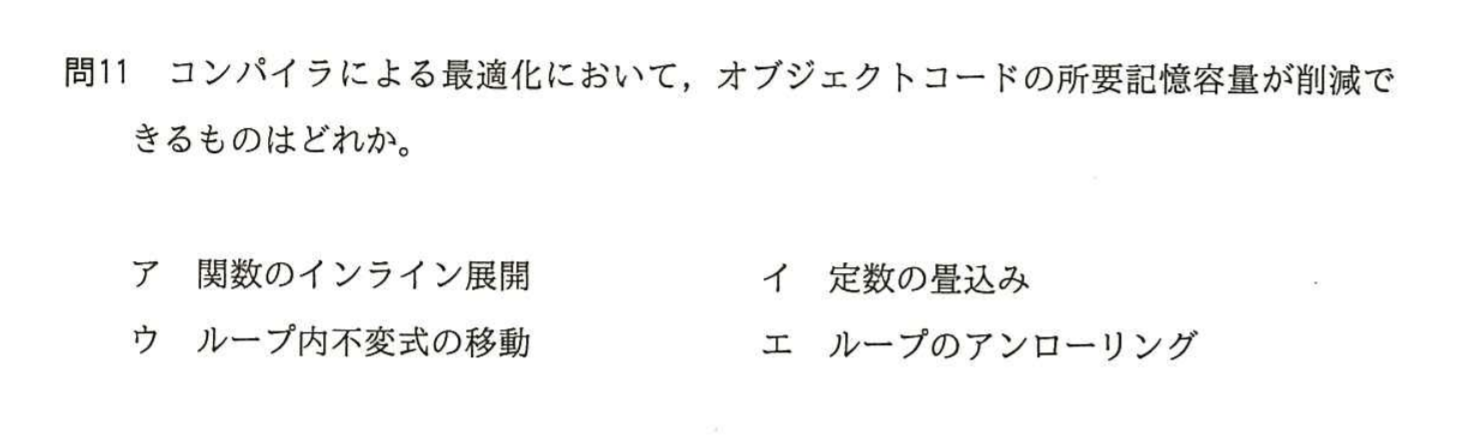 問11 コンパイラによる最適化において，オブジェクトコードの所要記憶容量が削減で
きるものはどれか。
ア 関数のインライン展開 イ 定数の畳込み
ウ ループ内不変式の移動 エ ループのアンローリング